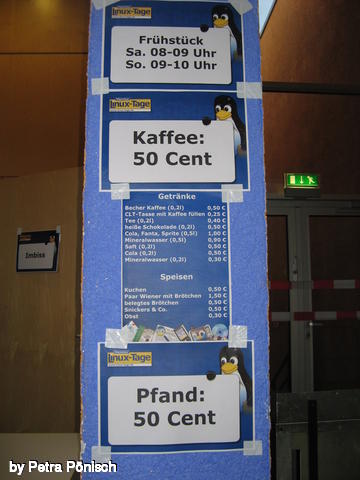 Linux-Tage
Frühstück
Sa. 08-09 Uhr
So. 09-10 Uhr
Linux-Tage
Kaffee:
50 Cent
Getränke
Becher Kaffee (0,2l) 0,50 €
CLT-Tasse mit Kaffee füllen 0,25 €
Tee (0,2l) 0,40 €
heiße Schokolade (0,2l) 0,50 €
Cola, Fanta, Sprite (0,5l) 1,00 €
Mineralwasser (0,5l) 0,90 €
Saft (0,2l) 0,50 €
Cola (0,2l) 0,50 €
Mineralwasser (0,2l) 0,30 €
Speisen
Kuchen 0,50 €
Paar Wiener mit Brötchen 1,50 €
belegtes Brötchen 0,50 €
Snickers & Co. 0,50 €
Obst 0,30 €
Imbiss
Linux-Tage
Pfand:
50 Cent
by Petra Pönisch